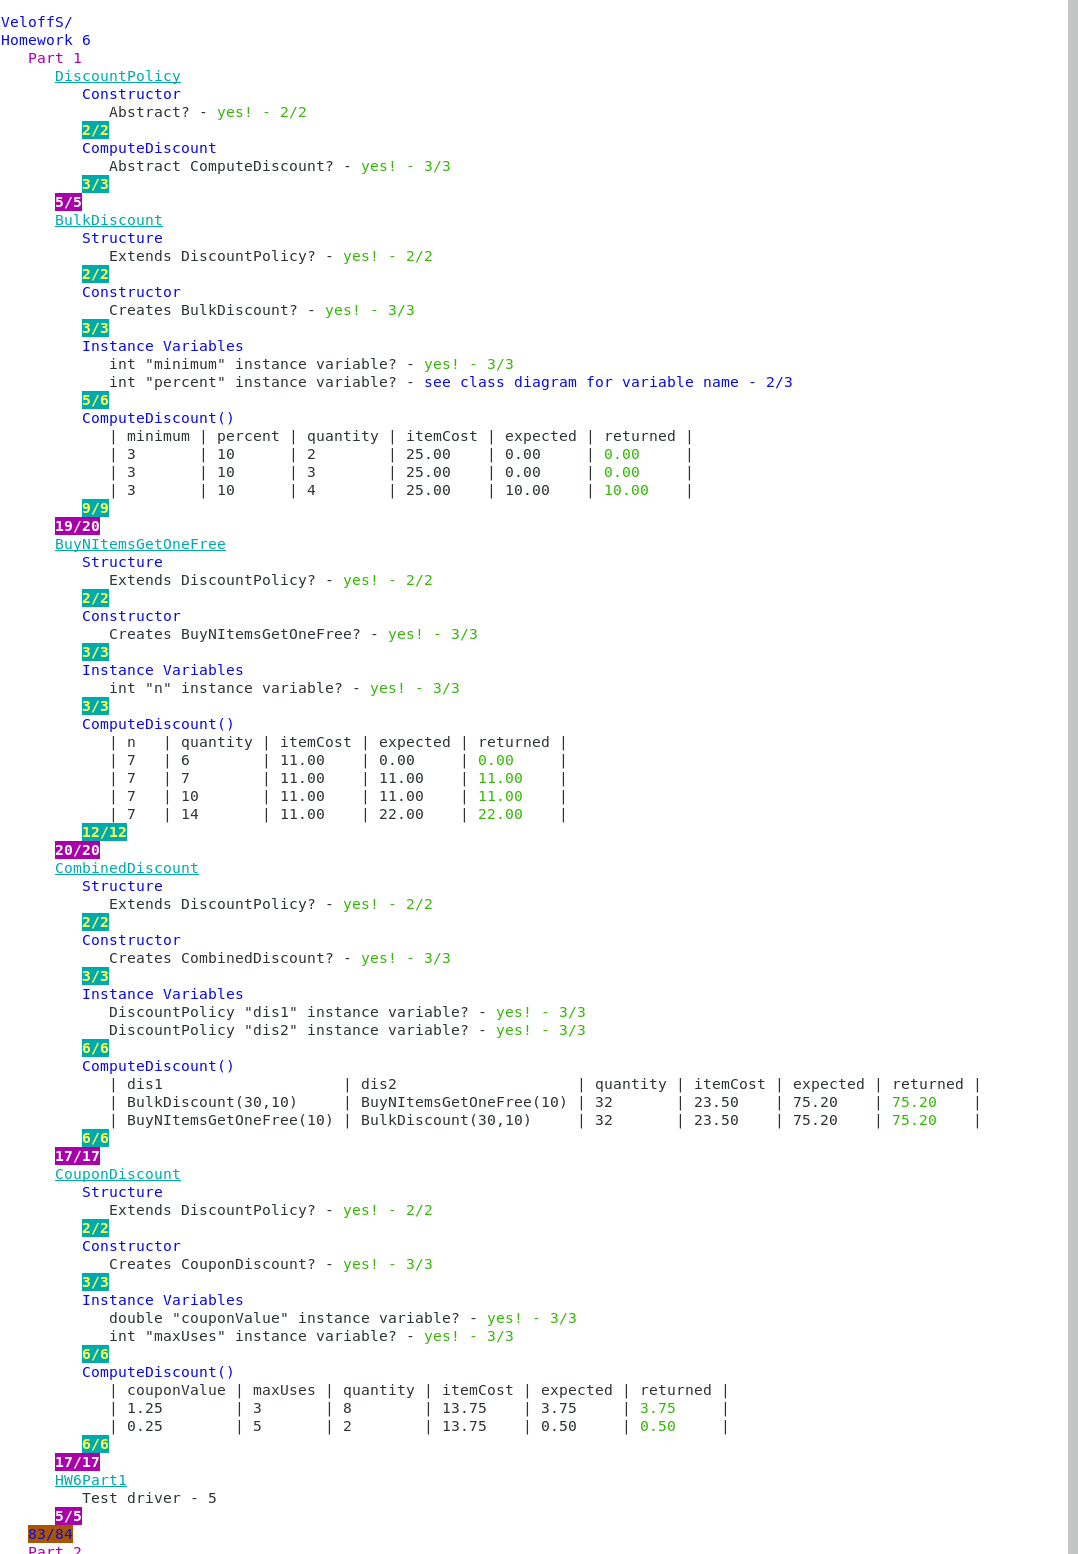 VeloffS/
Homework 6
Part 1
DiscountPolicy
Constructor
Abstract? - yes! - 2/2
2/2
ComputeDiscount
Abstract ComputeDiscount? - yes! - 3/3
3/3
5/5
BulkDiscount
Structure
Extends DiscountPolicy? - yes! - 2/2
2/2
Constructor
Creates BulkDiscount? - yes! - 3/3
3/3
Instance Variables
int "minimum" instance variable? - yes! - 3/3
int "percent" instance variable? - see class diagram for variable name - 2/3
5/6
ComputeDiscount()
| minimum | percent | quantity | itemCost | expected | returned |
| 3 | 10 | 2 | 25.00 | 0.00 | 0.00 |
| 3 | 10 | 3 | 25.00 | 0.00 | 0.00 |
| 3 | 10 | 4 | 25.00 | 10.00 | 10.00 |
9/9
19/20
BuyNItemsGetOneFree
Structure
Extends DiscountPolicy? - yes! - 2/2
2/2
Constructor
Creates BuyNItemsGetOneFree? - yes! - 3/3
3/3
Instance Variables
int "n" instance variable? - yes! - 3/3
3/3
ComputeDiscount()
| n | quantity | itemCost | expected | returned |
| 7 | 6 | 11.00 | 0.00 | 0.00 |
| 7 | 7 | 11.00 | 11.00 | 11.00 |
| 7 | 10 | 11.00 | 11.00 | 11.00 |
| 7 | 14 | 11.00 | 22.00 | 22.00 |
12/12
20/20
CombinedDiscount
Structure
Extends DiscountPolicy? - yes! - 2/2
2/2
Constructor
Creates CombinedDiscount? - yes! - 3/3
3/3
Instance Variables
DiscountPolicy "dis1" instance variable? - yes! - 3/3
DiscountPolicy "dis2" instance variable? - yes! - 3/3
6/6
ComputeDiscount()
| dis1 | dis2 | quantity | itemCost | expected | returned |
| BulkDiscount(30,10) | BuyNItemsGetOneFree(10) | 32 | 23.50 | 75.20 | 75.20 |
| BuyNItemsGetOneFree(10) | BulkDiscount(30,10) | 32 | 23.50 | 75.20 | 75.20 |
6/6
17/17
CouponDiscount
Structure
Extends DiscountPolicy? - yes! - 2/2
2/2
Constructor
Creates CouponDiscount? - yes! - 3/3
3/3
Instance Variables
double "couponValue" instance variable? - yes! - 3/3
int "maxUses" instance variable? - yes! - 3/3
6/6
ComputeDiscount()
| couponValue | maxUses | quantity | itemCost | expected | returned |
| 1.25 | 3 | 8 | 13.75 | 3.75 | 3.75 |
| 0.25 | 5 | 2 | 13.75 | 0.50 | 0.50 |
6/6
17/17
HW6Part1
Test driver - 5
5/5
83/84
Part 2